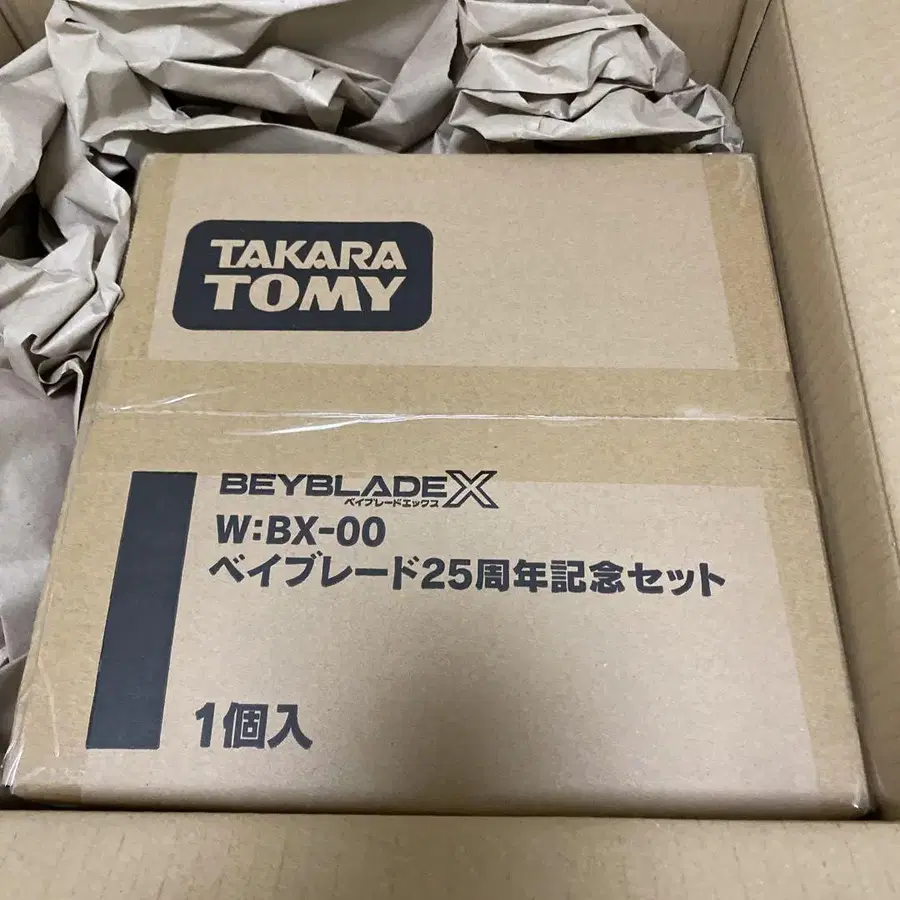 TAKARA
TOMY
BEYBLADE X
ベイブレードエックス
W:BX-00
ベイブレード25周年記念セット
1個入